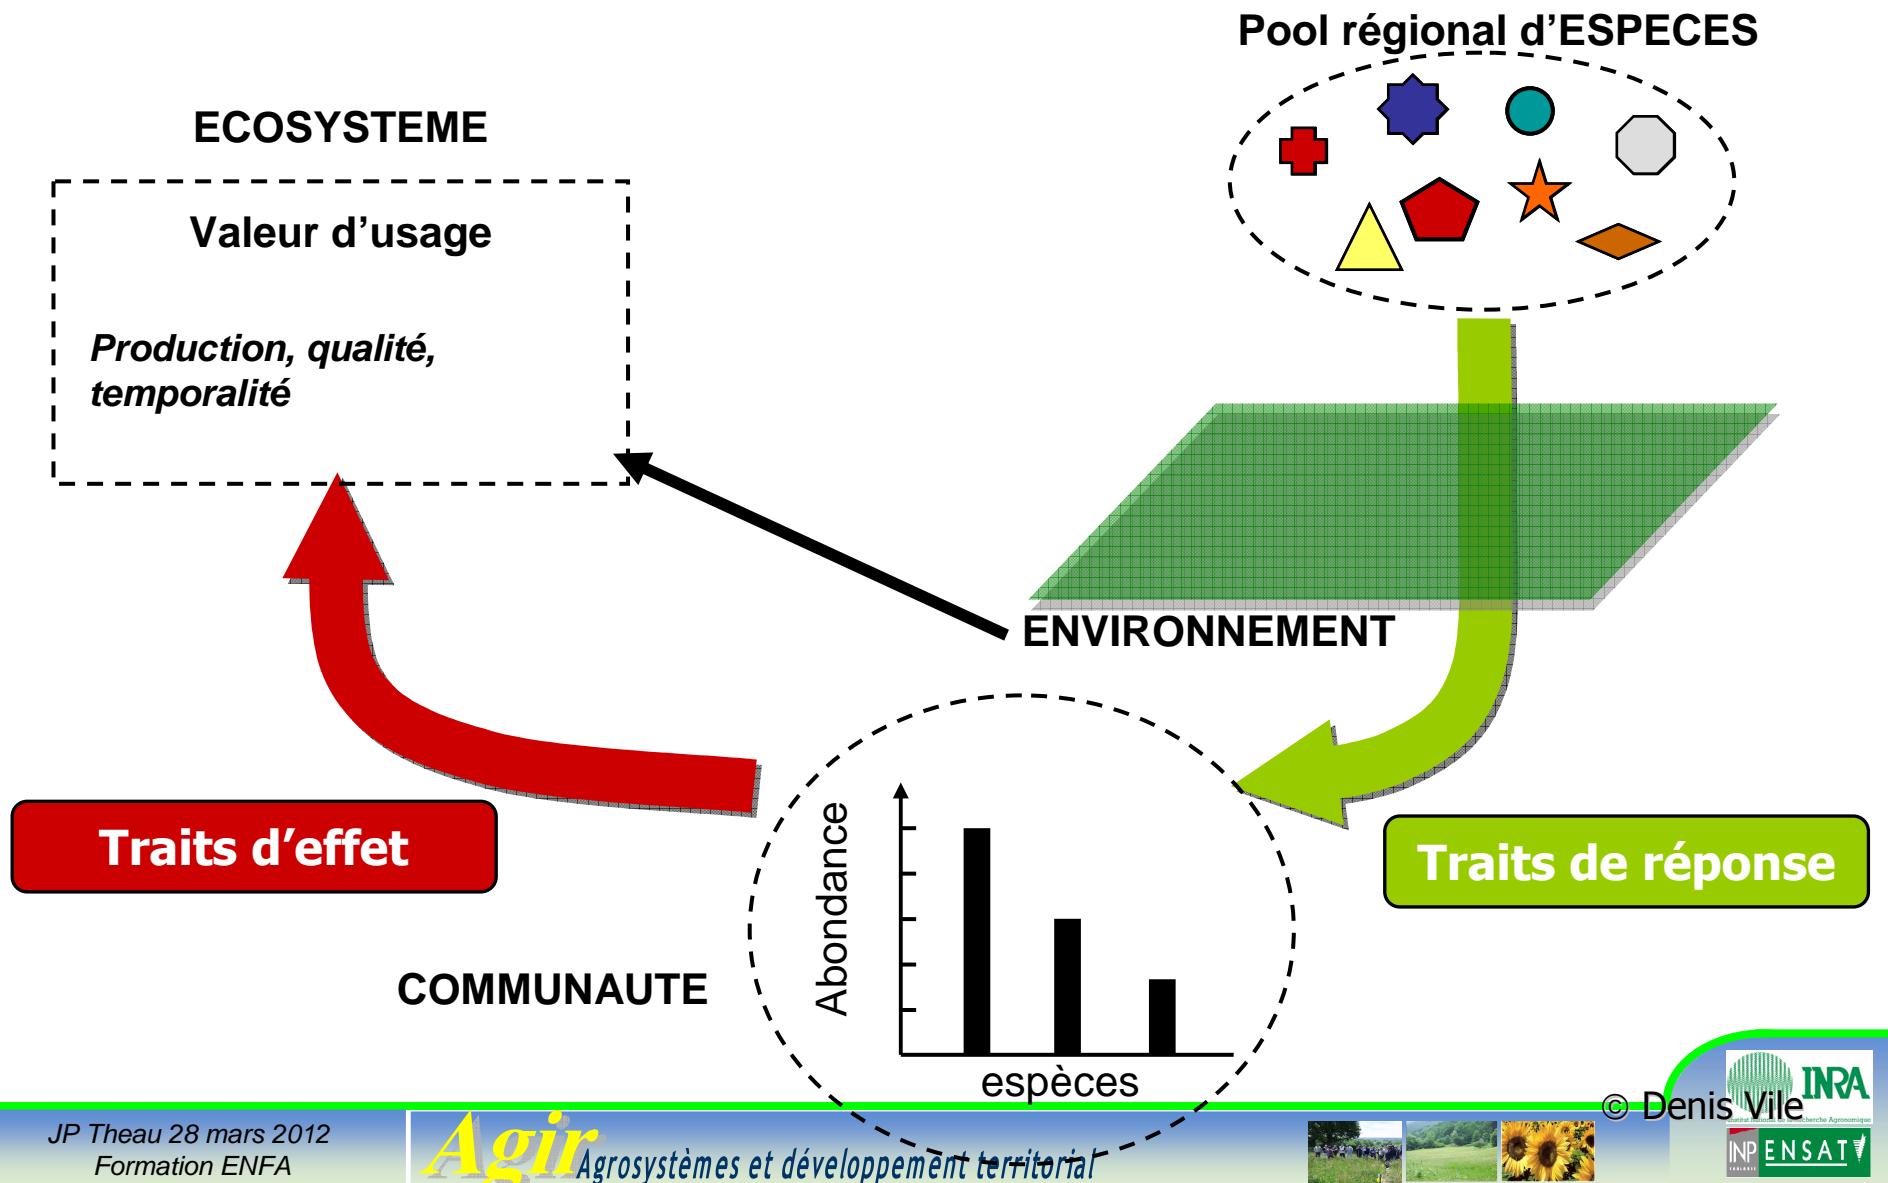 Pool régional d’ESPECES
ECOSYSTEME
Valeur d’usage
Production, qualité,
temporalité
ENVIRONNEMENT
Traits d’effet
Traits de réponse
Abondance
COMMUNAUTE
espèces
© Denis Vile
INRA
JP Theau 28 mars 2012
Formation ENFA
Agir
Agrosystèmes et développement territorial
INP ENSAT